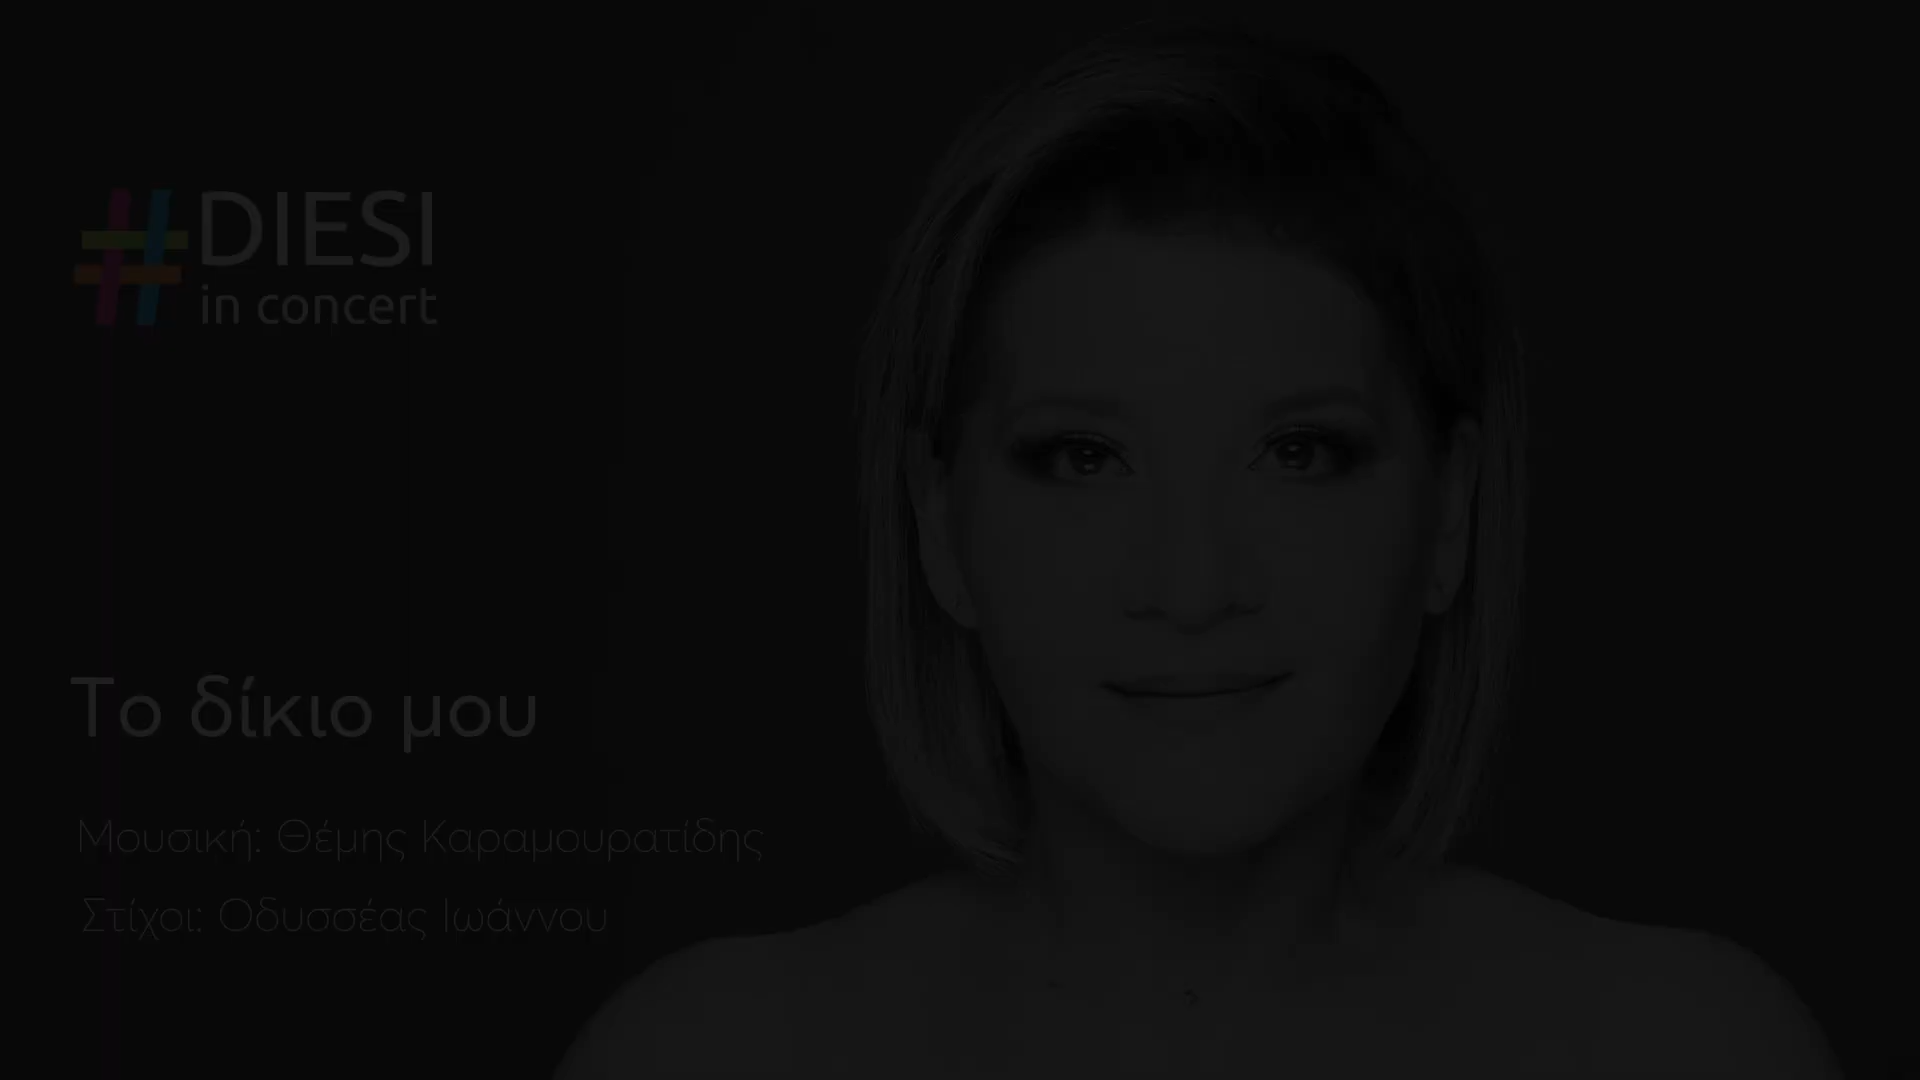 #DIESI
in concert
Το δίκιο μου
Μουσική: Θέμης Καραμουρατίδης
Στίχοι: Οδυσσέας Ιωάννου